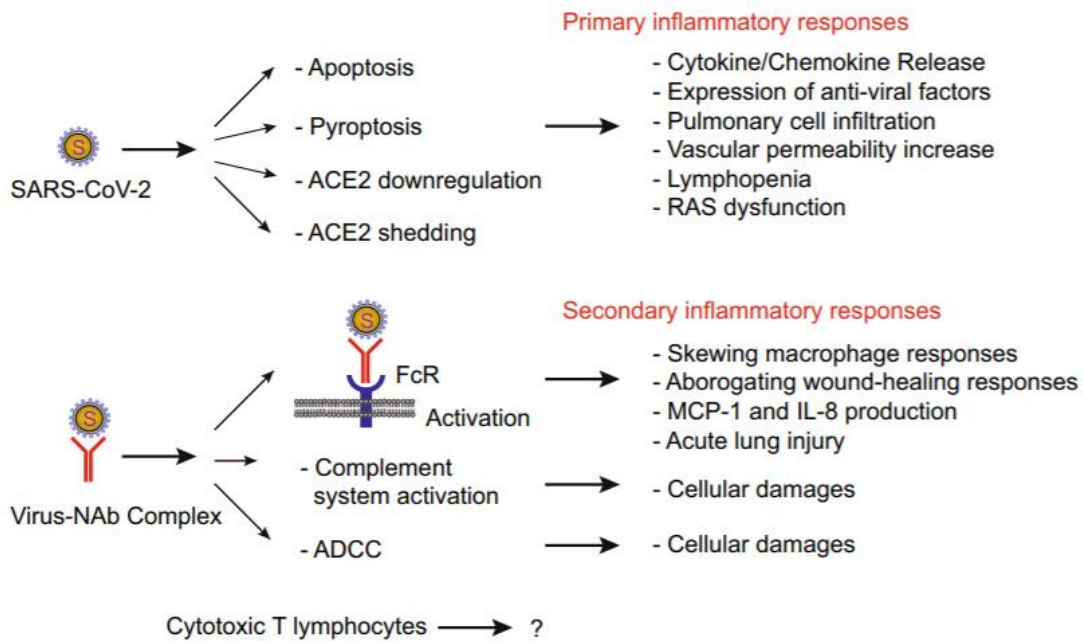 Primary inflammatory responses
S
SARS-CoV-2
- Apoptosis
- Pyroptosis
- ACE2 downregulation
- ACE2 shedding
- Cytokine/Chemokine Release
- Expression of anti-viral factors
- Pulmonary cell infiltration
- Vascular permeability increase
- Lymphopenia
- RAS dysfunction
Secondary inflammatory responses
S
Virus-NAb Complex
S
FcR
Activation
- Complement
system activation
- ADCC
- Skewing macrophage responses
- Aborogating wound-healing responses
- MCP-1 and IL-8 production
- Acute lung injury
- Cellular damages
- Cellular damages
Cytotoxic T lymphocytes
?